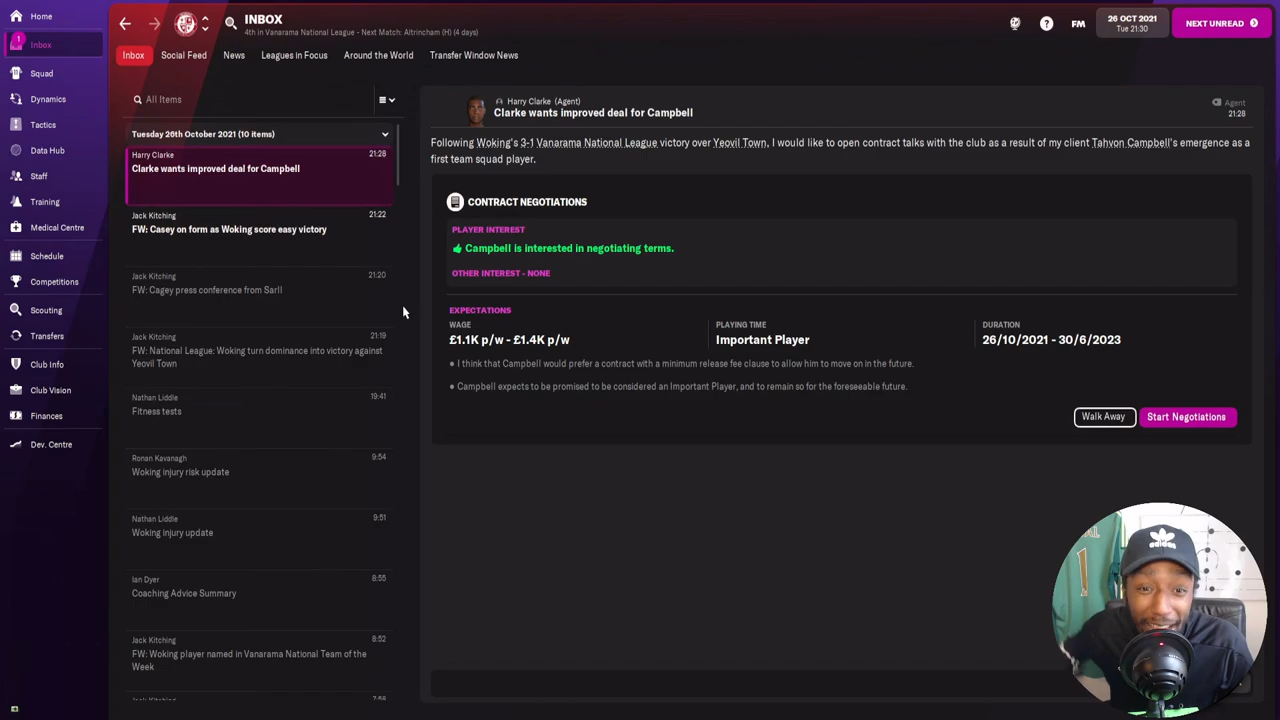 Home
1
Inbox
Squad
Dynamics
Tactics
Data Hub
Staff
Training
Medical Centre
Schedule
Competitions
Scouting
Transfers
Club Info
Club Vision
Finances
Dev. Centre
INBOX
4th in Vanarama National League - Next Match: Altrincham (H) (4 days)
FM
26 OCT 2021
Tue 21:30
NEXT UNREAD
Inbox
Social Feed
News
Leagues in Focus
Around the World
Transfer Window News
All Items
Tuesday 26th October 2021 (10 items)
Harry Clarke
21:28
Clarke wants improved deal for Campbell
Jack Kitching
21:22
FW: Casey on form as Woking score easy victory
Jack Kitching
21:20
FW: Cagey press conference from Sarll
Jack Kitching
21:19
FW: National League: Woking turn dominance into victory against
Yeovil Town
Nathan Liddle
19:41
Fitness tests
Ronan Kavanagh
9:54
Woking injury risk update
Nathan Liddle
9:51
Woking injury update
Ian Dyer
8:55
Coaching Advice Summary
Jack Kitching
8:52
FW: Woking player named in Vanarama National Team of the
Week
Harry Clarke (Agent)
Clarke wants improved deal for Campbell
Agent
21:28
Following Woking's 3-1 Vanarama National League victory over Yeovil Town, I would like to open contract talks with the club as a result of my client Tahvon Campbell's emergence as a
first team squad player.
CONTRACT NEGOTIATIONS
PLAYER INTEREST
Campbell is interested in negotiating terms.
OTHER INTEREST - NONE
EXPECTATIONS
WAGE
£1.1K p/w - £1.4K p/w
PLAYING TIME
Important Player
DURATION
26/10/2021 - 30/6/2023
• I think that Campbell would prefer a contract with a minimum release fee clause to allow him to move on in the future.
• Campbell expects to be promised to be considered an Important Player, and to remain so for the foreseeable future.
Walk Away
Start Negotiations